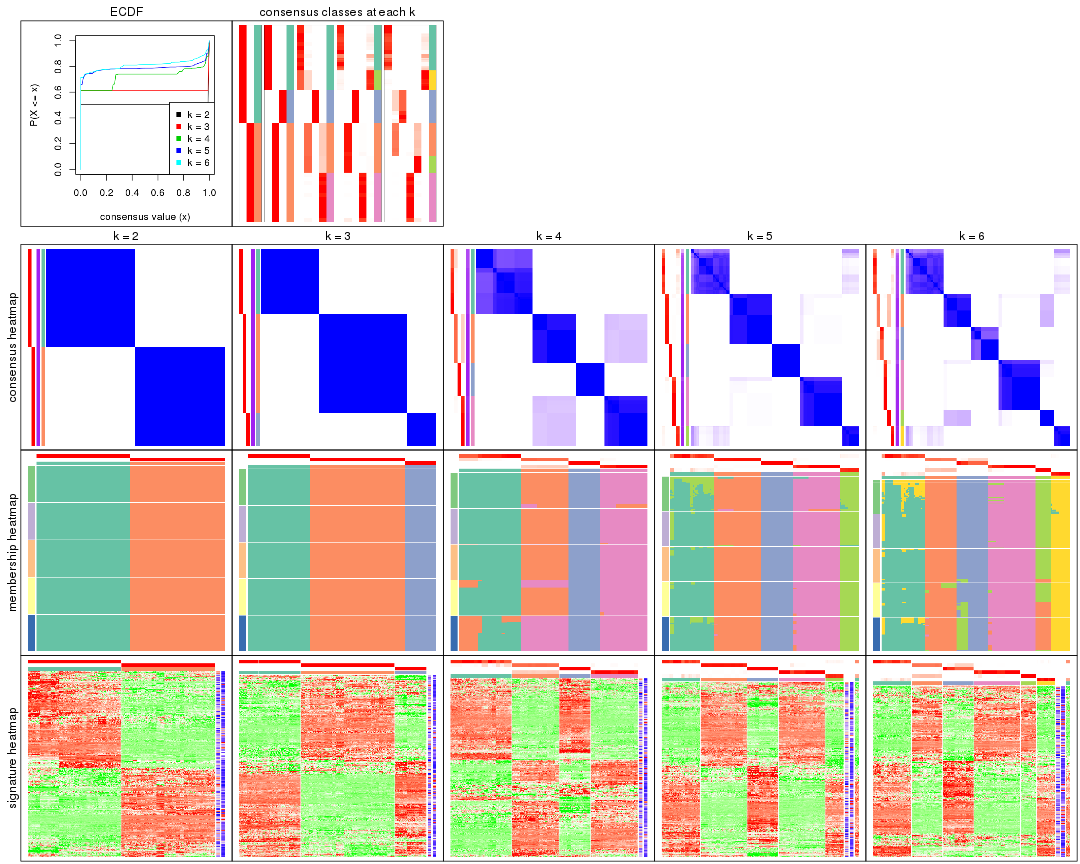 ECDF
consensus classes at each k
P(X <= x)
0.0 0.2 0.4 0.6 0.8 1.0
k = 2
k = 3
k = 4
k = 5
k = 6
0.0 0.2 0.4 0.6 0.8 1.0
consensus value (x)
k = 2
k = 3
k = 4
k = 5
k = 6
consensus heatmap
membership heatmap
signature heatmap